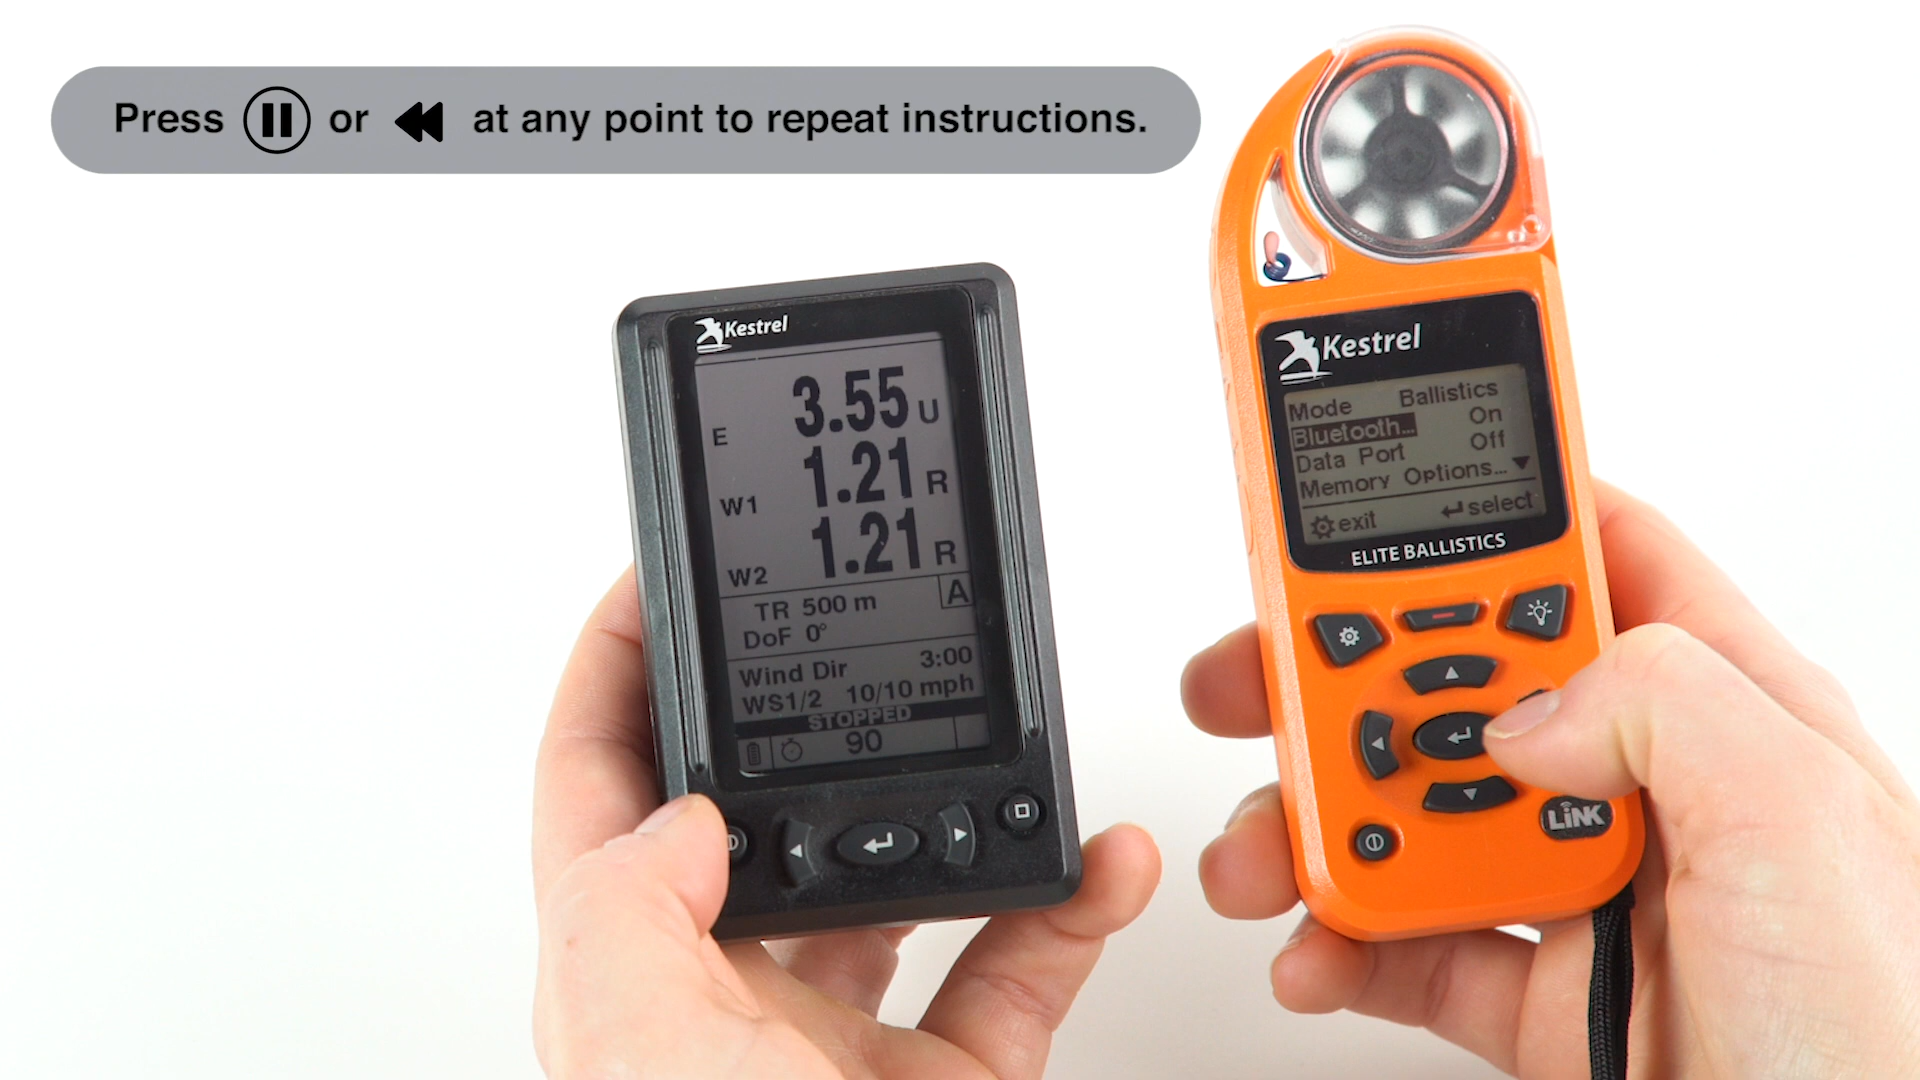 Press or at any point to repeat instructions.
Kestrel
E 3.55 U
W1 1.21 R
W2 1.21 R
TR 500 m A
DoF 0°
Wind Dir 3:00
WS1/2 10/10 mph
STOPPED
90
Kestrel
Mode Ballistics
Bluetooth... On
Data Port Off
Memory Options...
exit select
ELITE BALLISTICS
LiNK